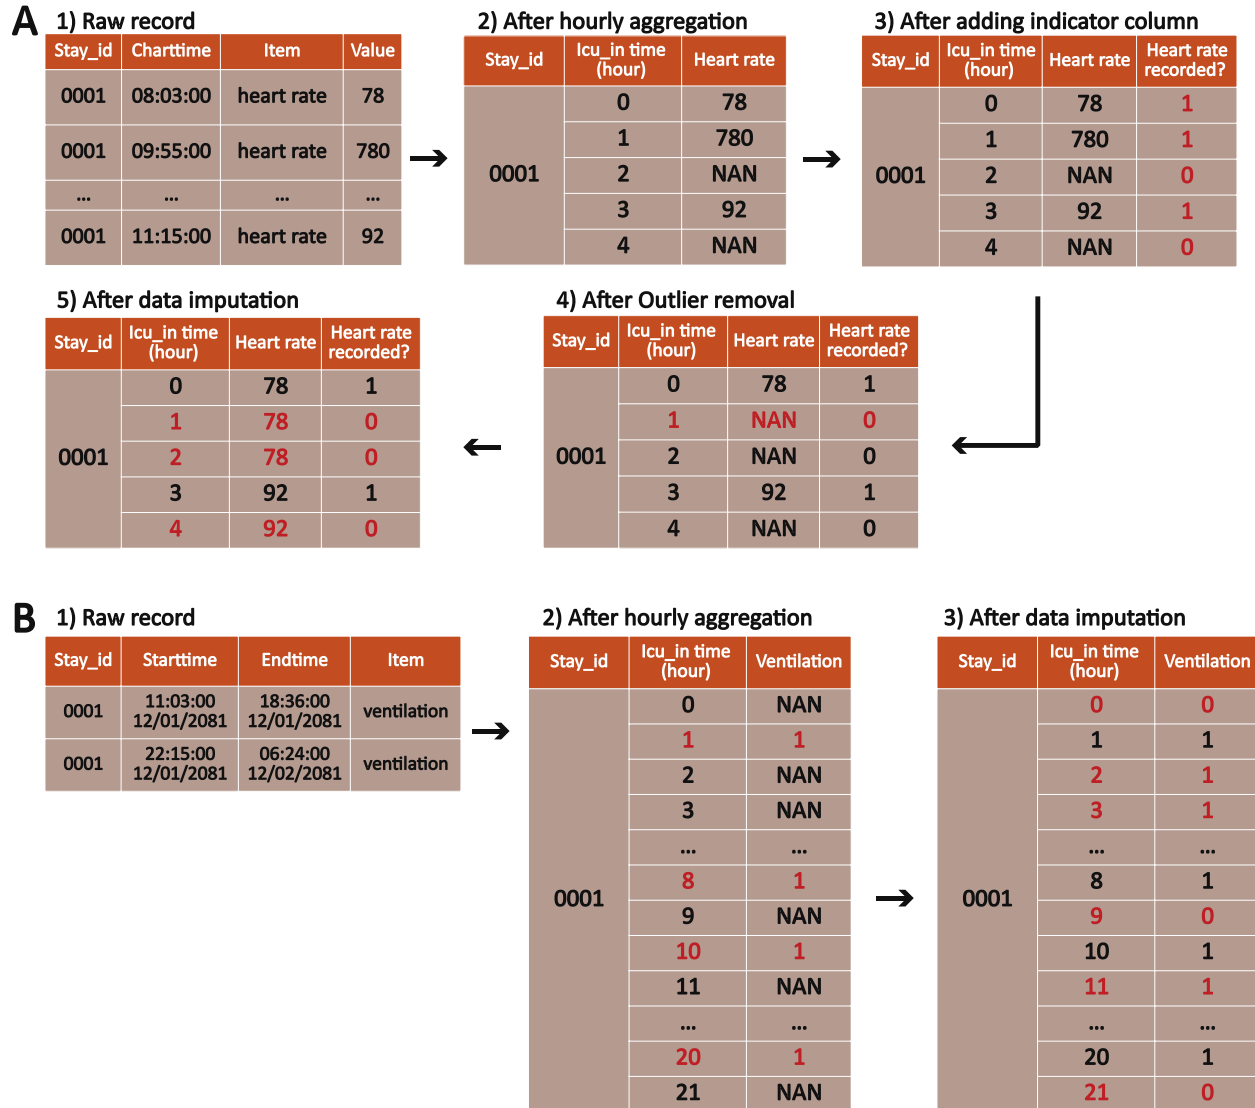 A
1) Raw record
Stay_id Charttime Item Value
0001 08:03:00 heart rate 78
0001 09:55:00 heart rate 780
... ... ... ...
0001 11:15:00 heart rate 92
2) After hourly aggregation
Stay_id Icu_in time Heart rate
(hour)
0 78
1 780
0001 2 NAN
3 92
4 NAN
3) After adding indicator column
Stay_id Icu_in time Heart rate Heart rate
(hour) recorded?
0 78 1
1 780 1
0001 2 NAN 0
3 92 1
4 NAN 0
4) After Outlier removal
Stay_id Icu_in time Heart rate Heart rate
(hour) recorded?
0 78 1
1 NAN 0
0001 2 NAN 0
3 92 1
4 NAN 0
5) After data imputation
Stay_id Icu_in time Heart rate Heart rate
(hour) recorded?
0 78 1
1 78 0
0001 2 78 0
3 92 1
4 92 0
B
1) Raw record
Stay_id Starttime Endtime Item
0001 11:03:00 18:36:00 ventilation
12/01/2081 12/01/2081
0001 22:15:00 06:24:00 ventilation
12/01/2081 12/02/2081
2) After hourly aggregation
Stay_id Icu_in time Ventilation
(hour)
0 NAN
1 1
2 NAN
3 NAN
... ...
8 1
0001 9 NAN
10 1
11 NAN
... ...
20 1
21 NAN
3) After data imputation
Stay_id Icu_in time Ventilation
(hour)
0 0
1 1
2 1
3 1
... ...
8 1
0001 9 0
10 1
11 1
... ...
20 1
21 0